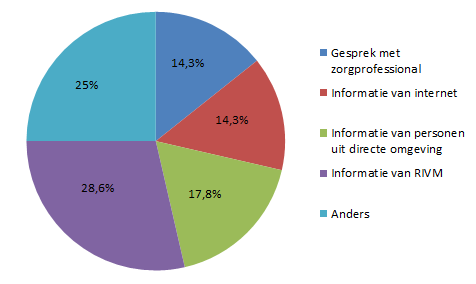 14,3%
14,3%
17,8%
28,6%
25%
Gesprek met
zorgprofessional
Informatie van internet
Informatie van personen
uit directe omgeving
Informatie van RIVM
Anders